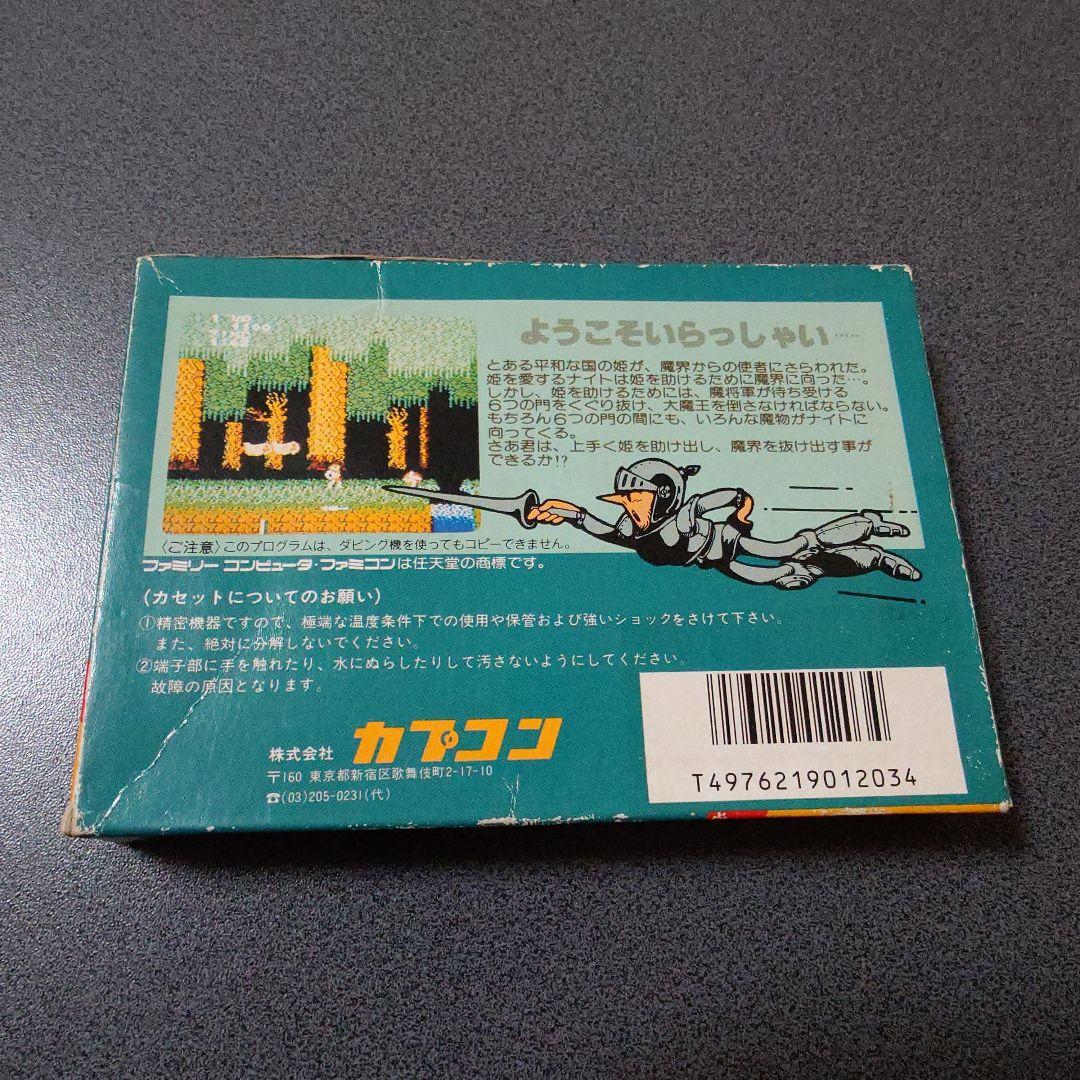 ようこそいらっしゃい……
とある平和な国の姫が、魔界からの使者にさらわれた。
姫を愛するナイトは姫を助けるために魔界に向った…。
しかし、姫を助けるためには、魔将軍が待ち受ける
6つの門をくぐり抜け、大魔王を倒さなければならない。
もちろん6つの門の間にも、いろんな魔物がナイトに
向ってくる。
さあ君は、上手く姫を助け出し、魔界を抜け出す事が
できるか!?
〈ご注意〉このプログラムは、ダビング機を使ってもコピーできません。
ファミリーコンピュータ・ファミコンは任天堂の商標です。
(カセットについてのお願い)
①精密機器ですので、極端な温度条件下での使用や保管および強いショックをさけて下さい。
また、絶対に分解しないでください。
②端子部に手を触れたり、水にぬらしたりして汚さないようにしてください。
故障の原因となります。
株式会社 カプコン
〒160 東京都新宿区歌舞伎町2-17-10
☎(03)205-0231(代)
T4976219012034